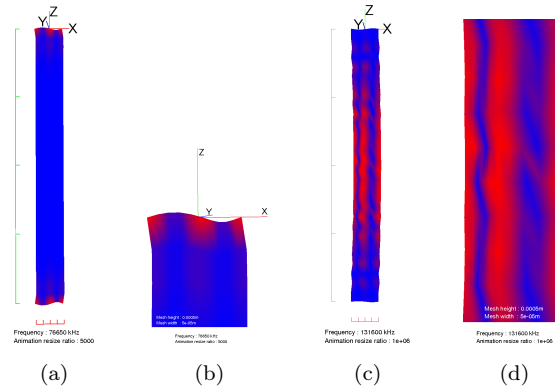 Z
Y
X
Frequency : 76650 kHz
Animation resize ratio : 5000
(a)
Z
Y
X
Mesh height : 0.0005m
Mesh width : 5e-05m
Frequency : 76650 kHz
Animation resize ratio : 5000
(b)
Z
Y
X
Frequency : 131600 kHz
Animation resize ratio : 1e+06
(c)
Mesh height : 0.0005m
Mesh width : 5e-05m
Frequency : 131600 kHz
Animation resize ratio : 1e+06
(d)